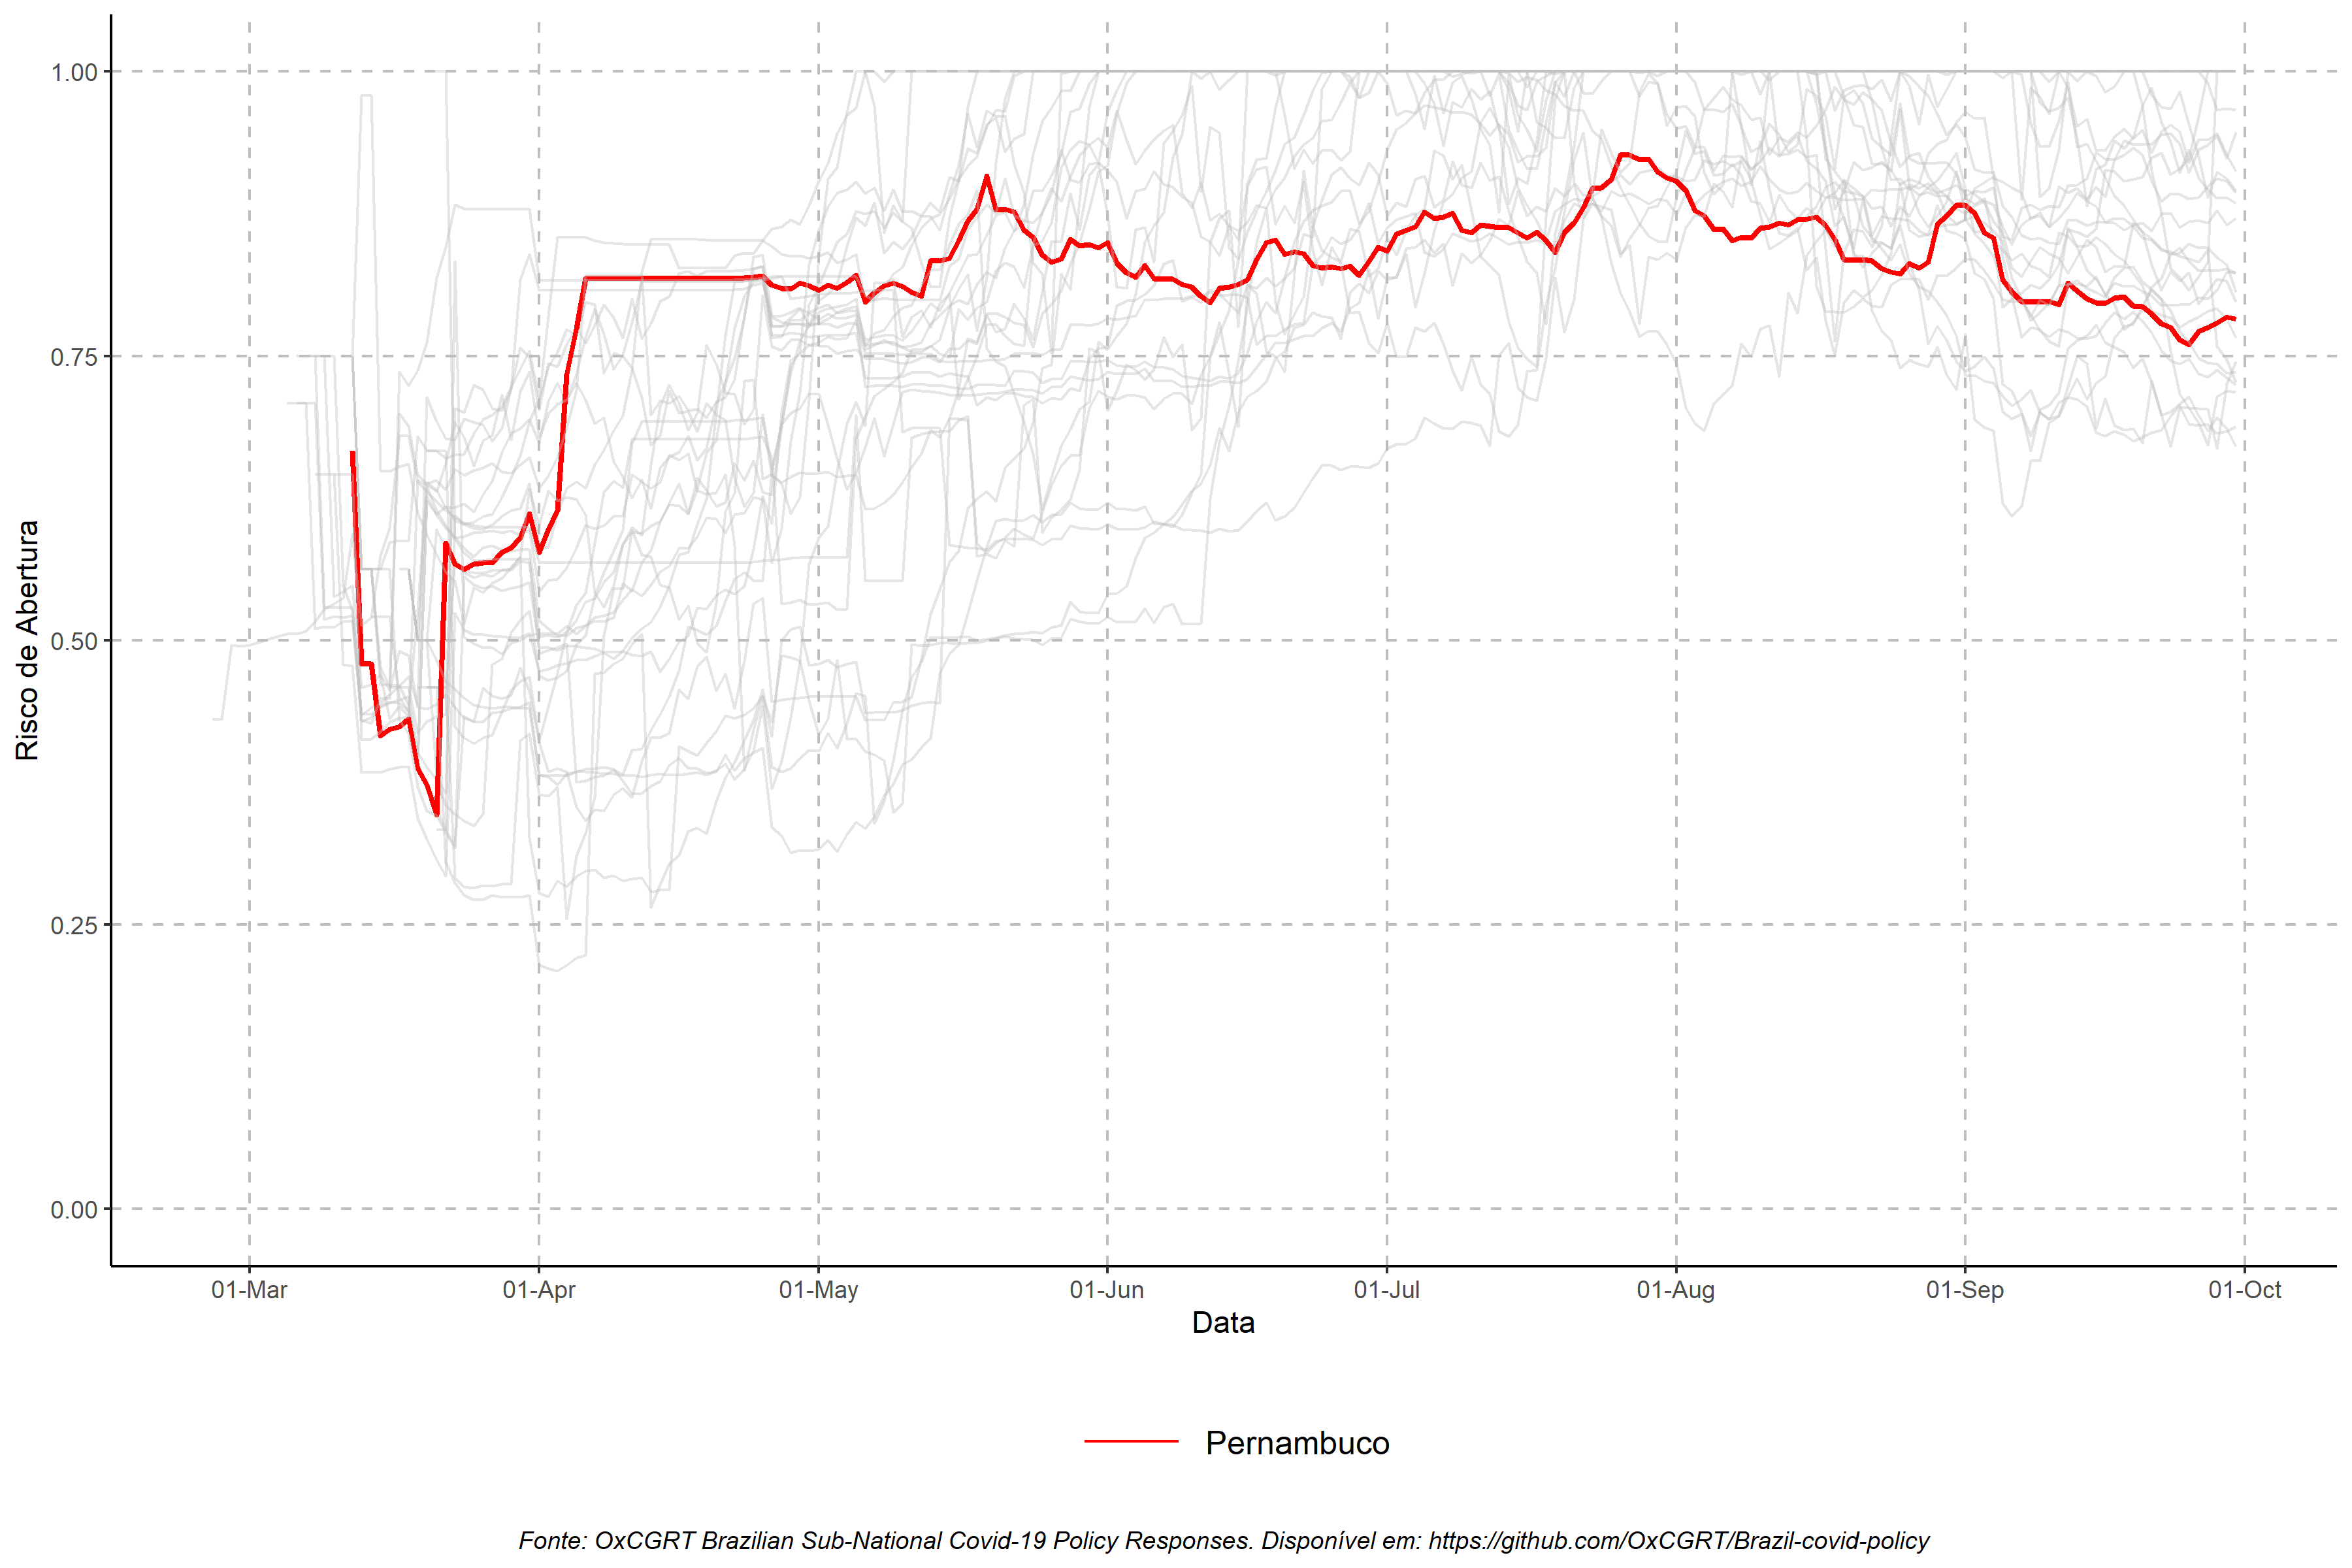 Risco de Abertura
1.00
0.75
0.50
0.25
0.00
01-Mar 01-Apr 01-May 01-Jun 01-Jul 01-Aug 01-Sep 01-Oct
Data
Pernambuco
Fonte: OxCGRT Brazilian Sub-National Covid-19 Policy Responses. Disponível em: https://github.com/OxCGRT/Brazil-covid-policy